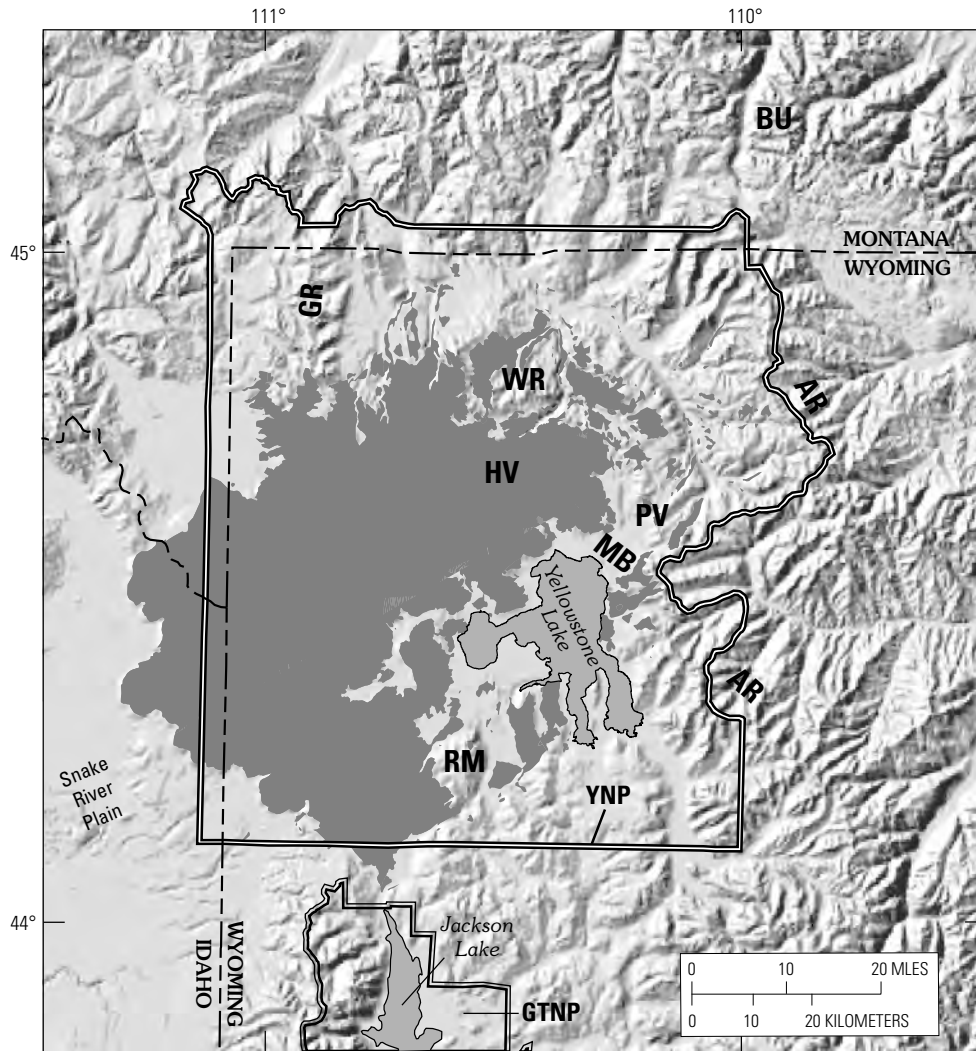 111°
110°
BU
45°
MONTANA
WYOMING
GR
WR
AR
HV
PV
MB
Yellowstone
Lake
AR
RM
Snake
River
Plain
YNP
44°
WYOMING
IDAHO
Jackson
Lake
GTNP
0 10 20 MLES
0 10 20 KILOMETERS